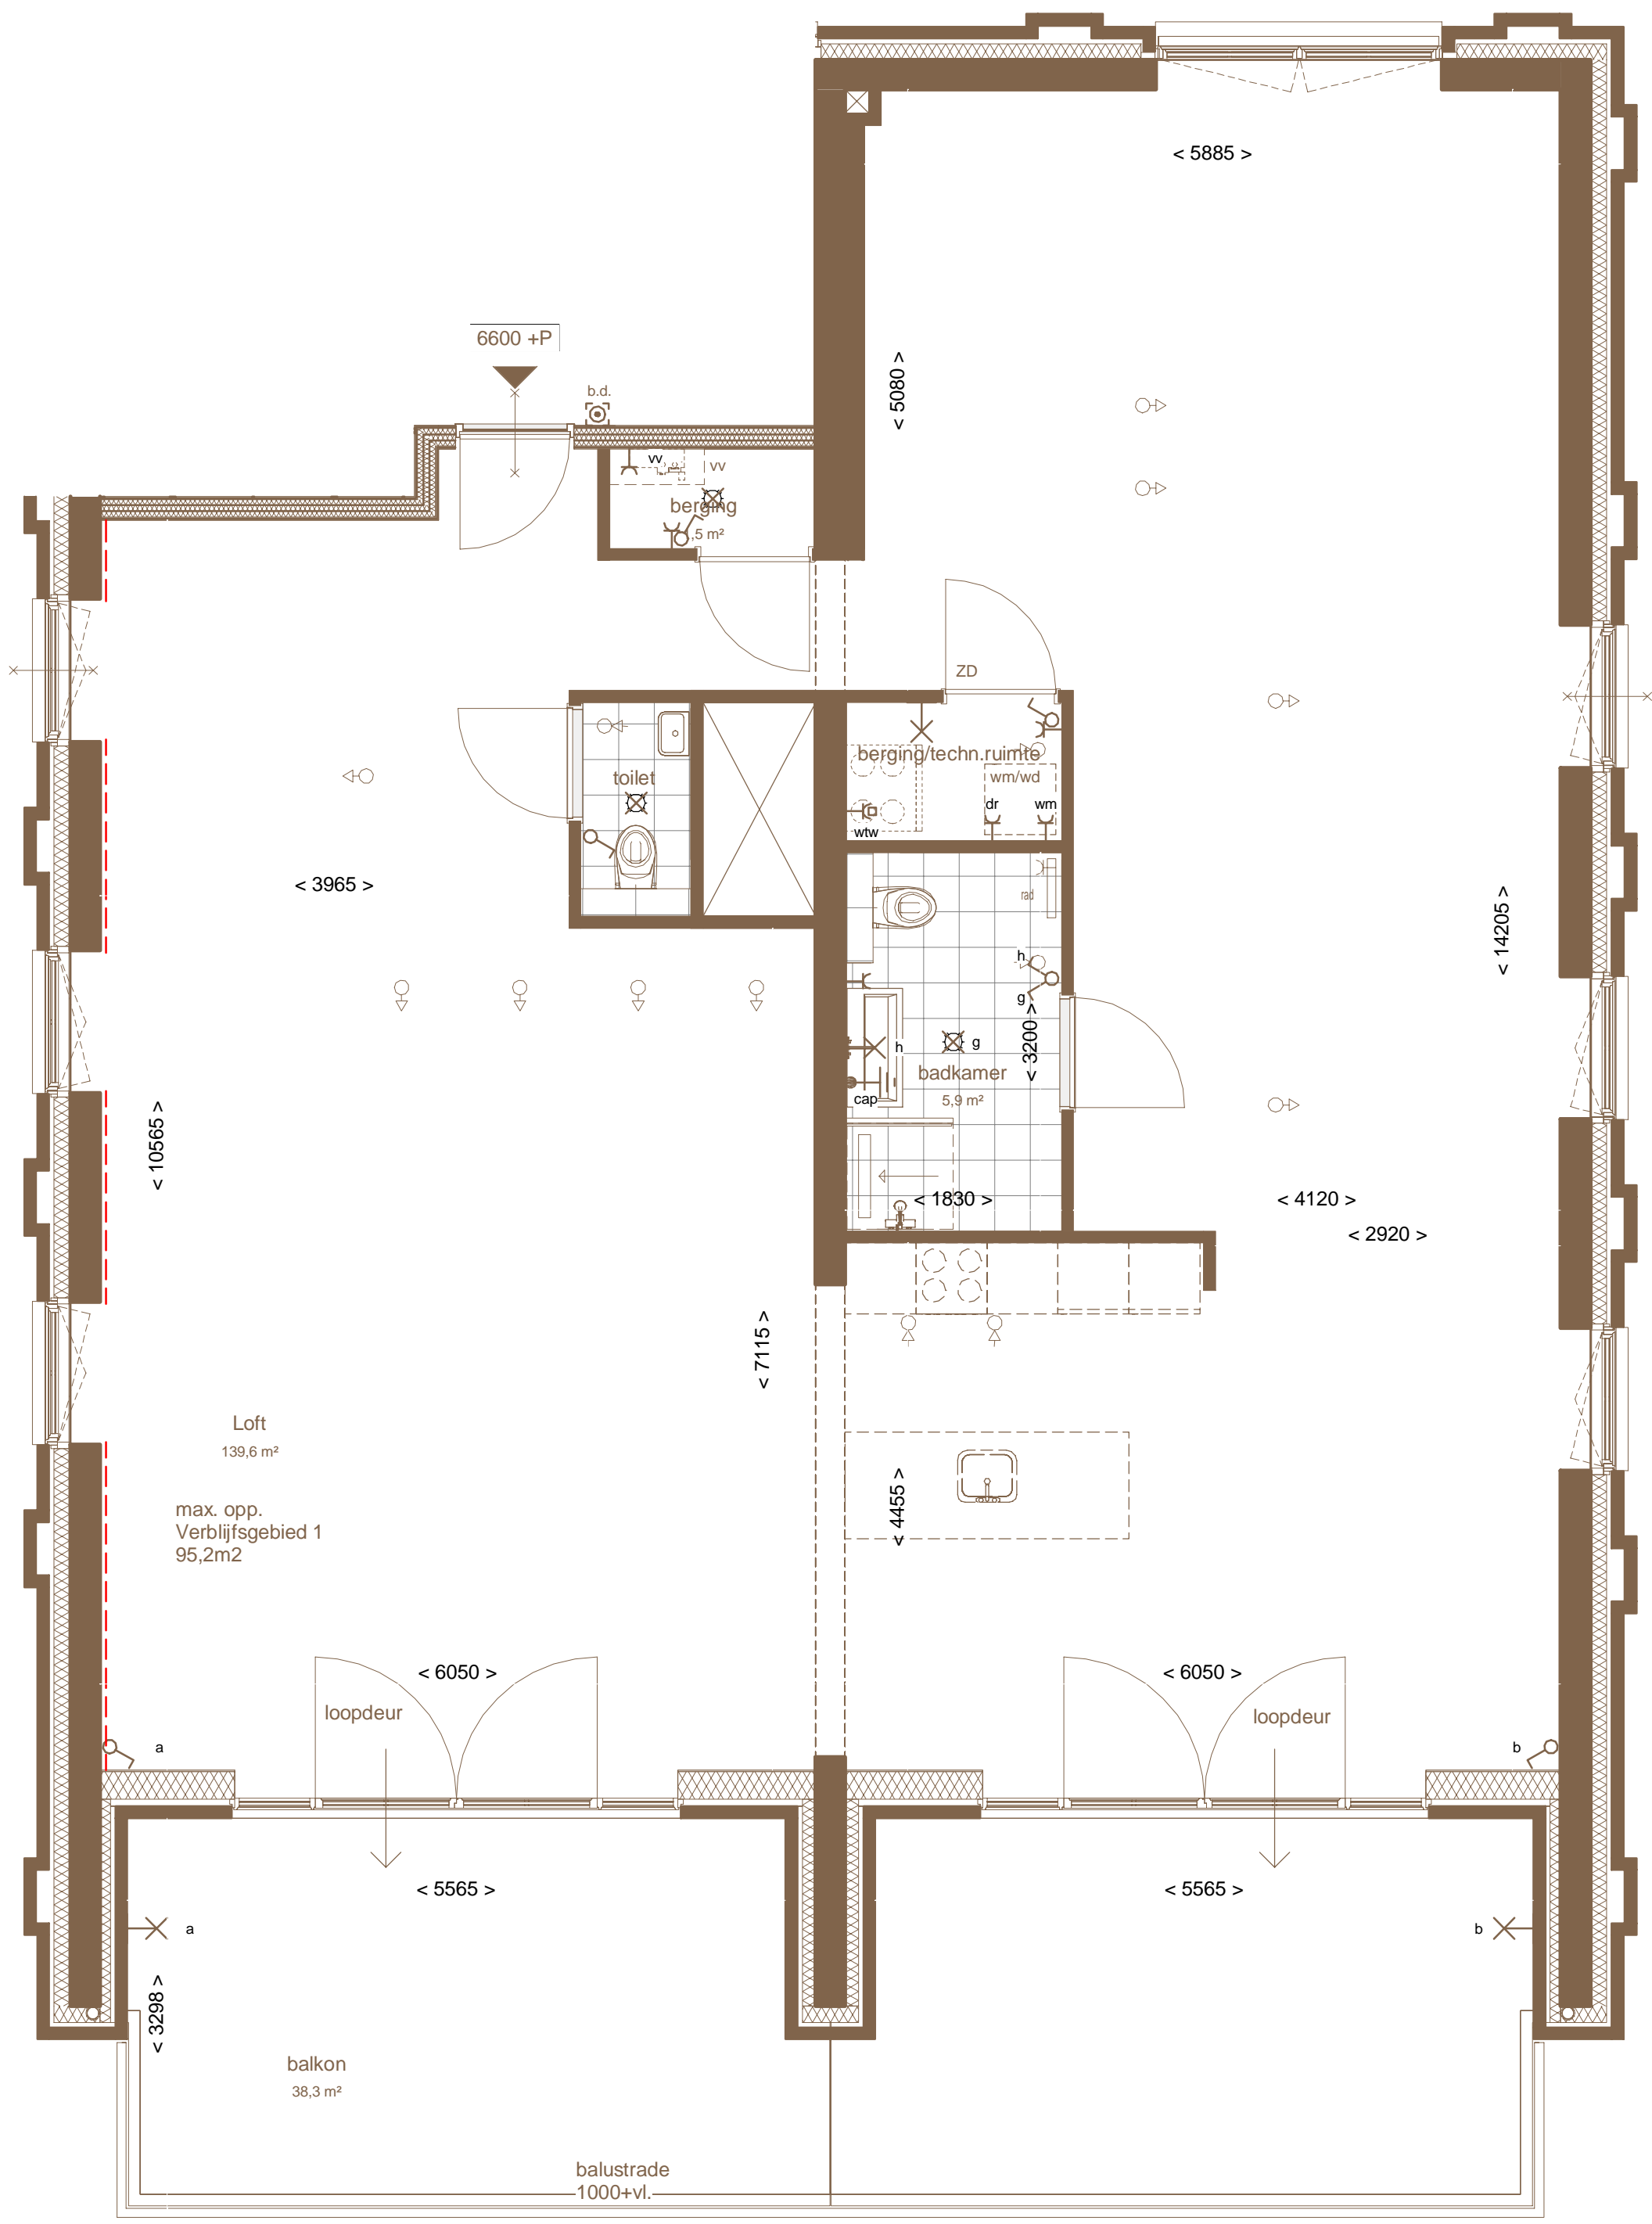 < 5885 >
6600 +P
b.d.
< 5080 >
vv
vv
berging
,5 m²
ZD
berging/techn.ruimte
toilet
wm/wd
dr
wm
wtw
< 3965 >
rad
< 14205 >
h
g
< 3200 >
h
g
badkamer
cap
5,9 m²
< 10565 >
< 1830 >
< 4120 >
< 2920 >
< 7115 >
Loft
139,6 m²
< 4455 >
max. opp.
Verblijfsgebied 1
95,2m2
< 6050 >
< 6050 >
loopdeur
loopdeur
a
b
< 5565 >
< 5565 >
a
b
< 3298 >
balkon
38,3 m²
balustrade
1000+vl.